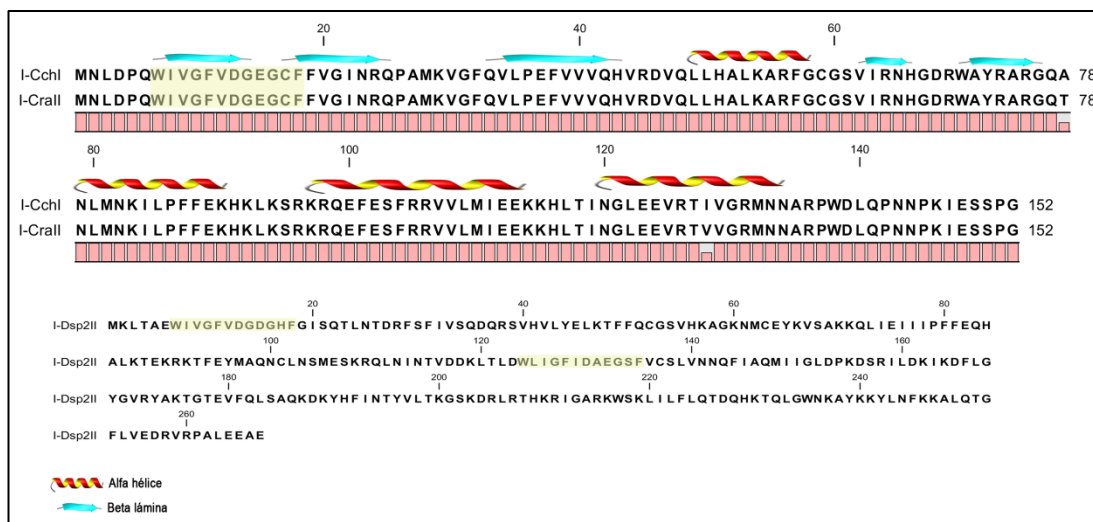 20 40 60
I-CchI MNLDPQWIVGFVDGEGCFFVGINRQPAMKVGFQVLPEFVVVQHVRDVQLLHALKARFGCGSVIRNHGDRWAYRARGQA 78
I-CraII MNLDPQWIVGFVDGEGCFFVGINRQPAMKVGFQVLPEFVVVQHVRDVQLLHALKARFGCGSVIRNHGDRWAYRARGQT 78
80 100 120 140
I-CchI NLMNKILPFFEKHKLKSRKRQEFESFRRVVLMIEEKKHLTINGLEEVRTIVGRMNNARPWDLQPNNPKIESSPG 152
I-CraII NLMNKILPFFEKHKLKSRKRQEFESFRRVVLMIEEKKHLTINGLEEVRTVVGRMNNARPWDLQPNNPKIESSPG 152
20 40 60 80
I-Dsp2II MKLTAEWIVGFVDGDGHFGISQTLNTDRFSFIVSQDQRSVHVLYELKTFFQCGSVHKAGKNMCEYKVSAKKQLIEIIIPFFEQH
100 120 140 160
I-Dsp2II ALKTEKRKTFEYMAQNCLNSMESKRQLNINTVDDKLTLDWLIGFIDAEGSFVCSLVNNQFIAQMIIGLDPKDSRILDKIKDFLG
180 200 220 240
I-Dsp2II YGVRYAKTGTEVFQLSAQKDKYHFINTYVLTKGSKDRLRTHKRIGARKWSKLILFLQTDQHKTQLGWNKAYKKYLNFKKALQTG
260
I-Dsp2II FLVEDRVRPALEEAE
Alfa hélice
Beta lámina